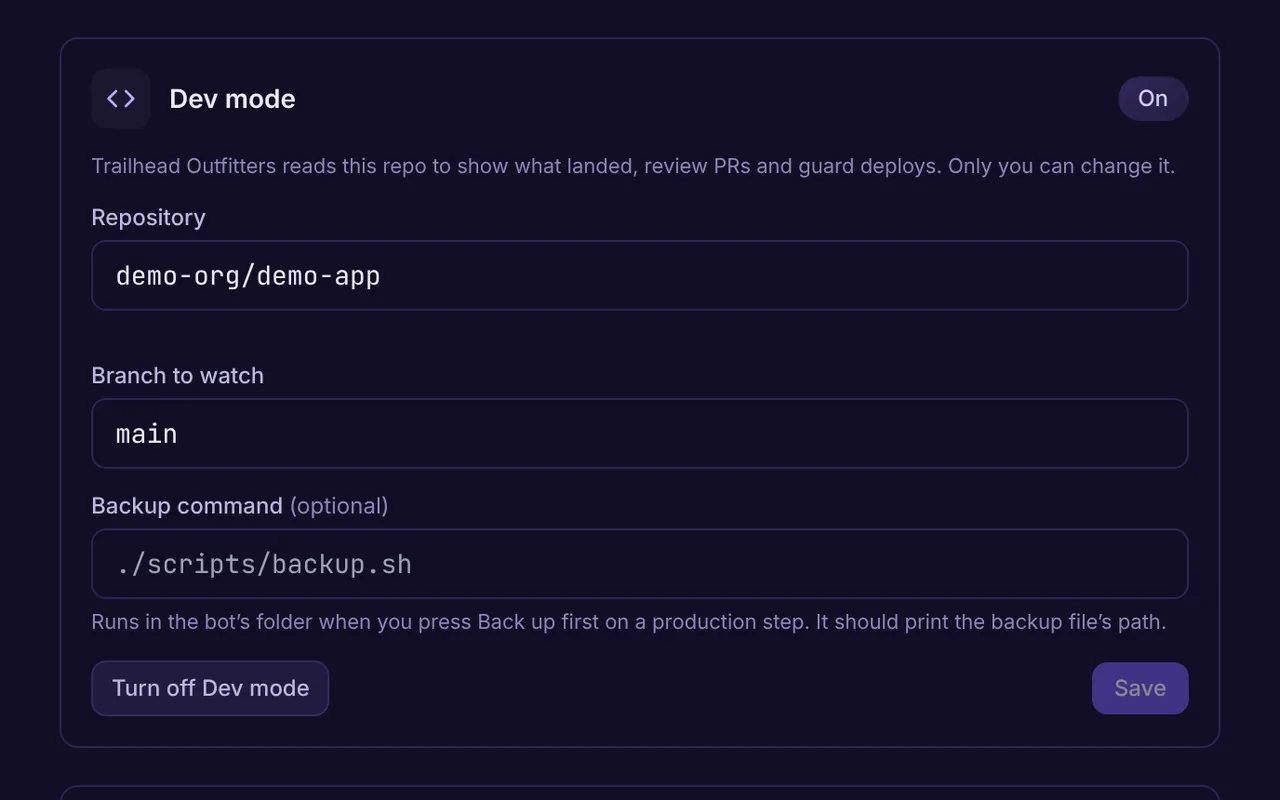 Dev mode
On
Trailhead Outfitters reads this repo to show what landed, review PRs and guard deploys. Only you can change it.
Repository
demo-org/demo-app
Branch to watch
main
Backup command (optional)
./scripts/backup.sh
Runs in the bot’s folder when you press Back up first on a production step. It should print the backup file’s path.
Turn off Dev mode
Save